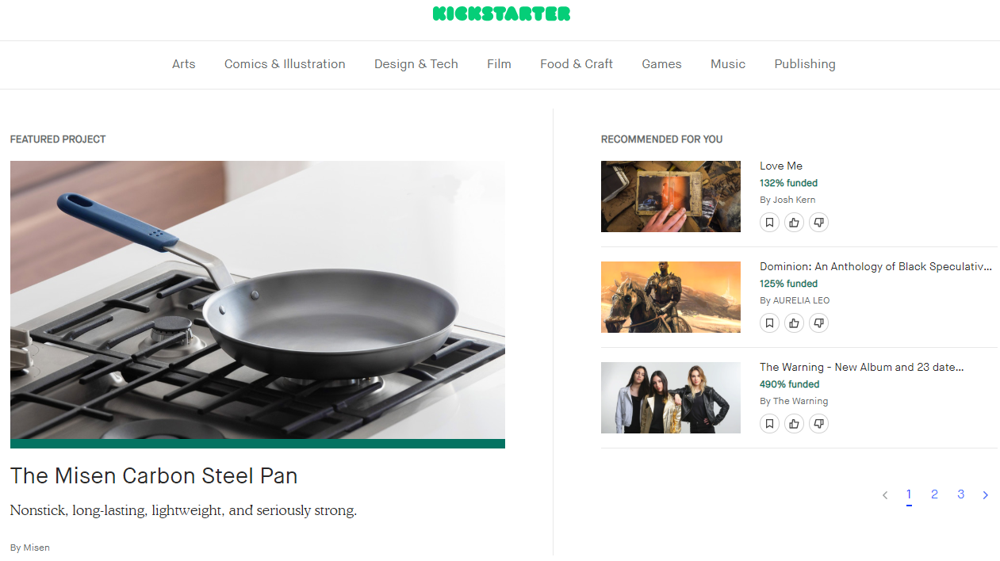 KICKSTARTER
Arts Comics & Illustration Design & Tech Film Food & Craft Games Music Publishing
FEATURED PROJECT
The Misen Carbon Steel Pan
Nonstick, long-lasting, lightweight, and seriously strong.
By Misen
RECOMMENDED FOR YOU
Love Me
132% funded
By Josh Kern
Dominion: An Anthology of Black Speculativ...
125% funded
By AURELIA LEO
The Warning - New Album and 23 date...
490% funded
By The Warning
1 2 3